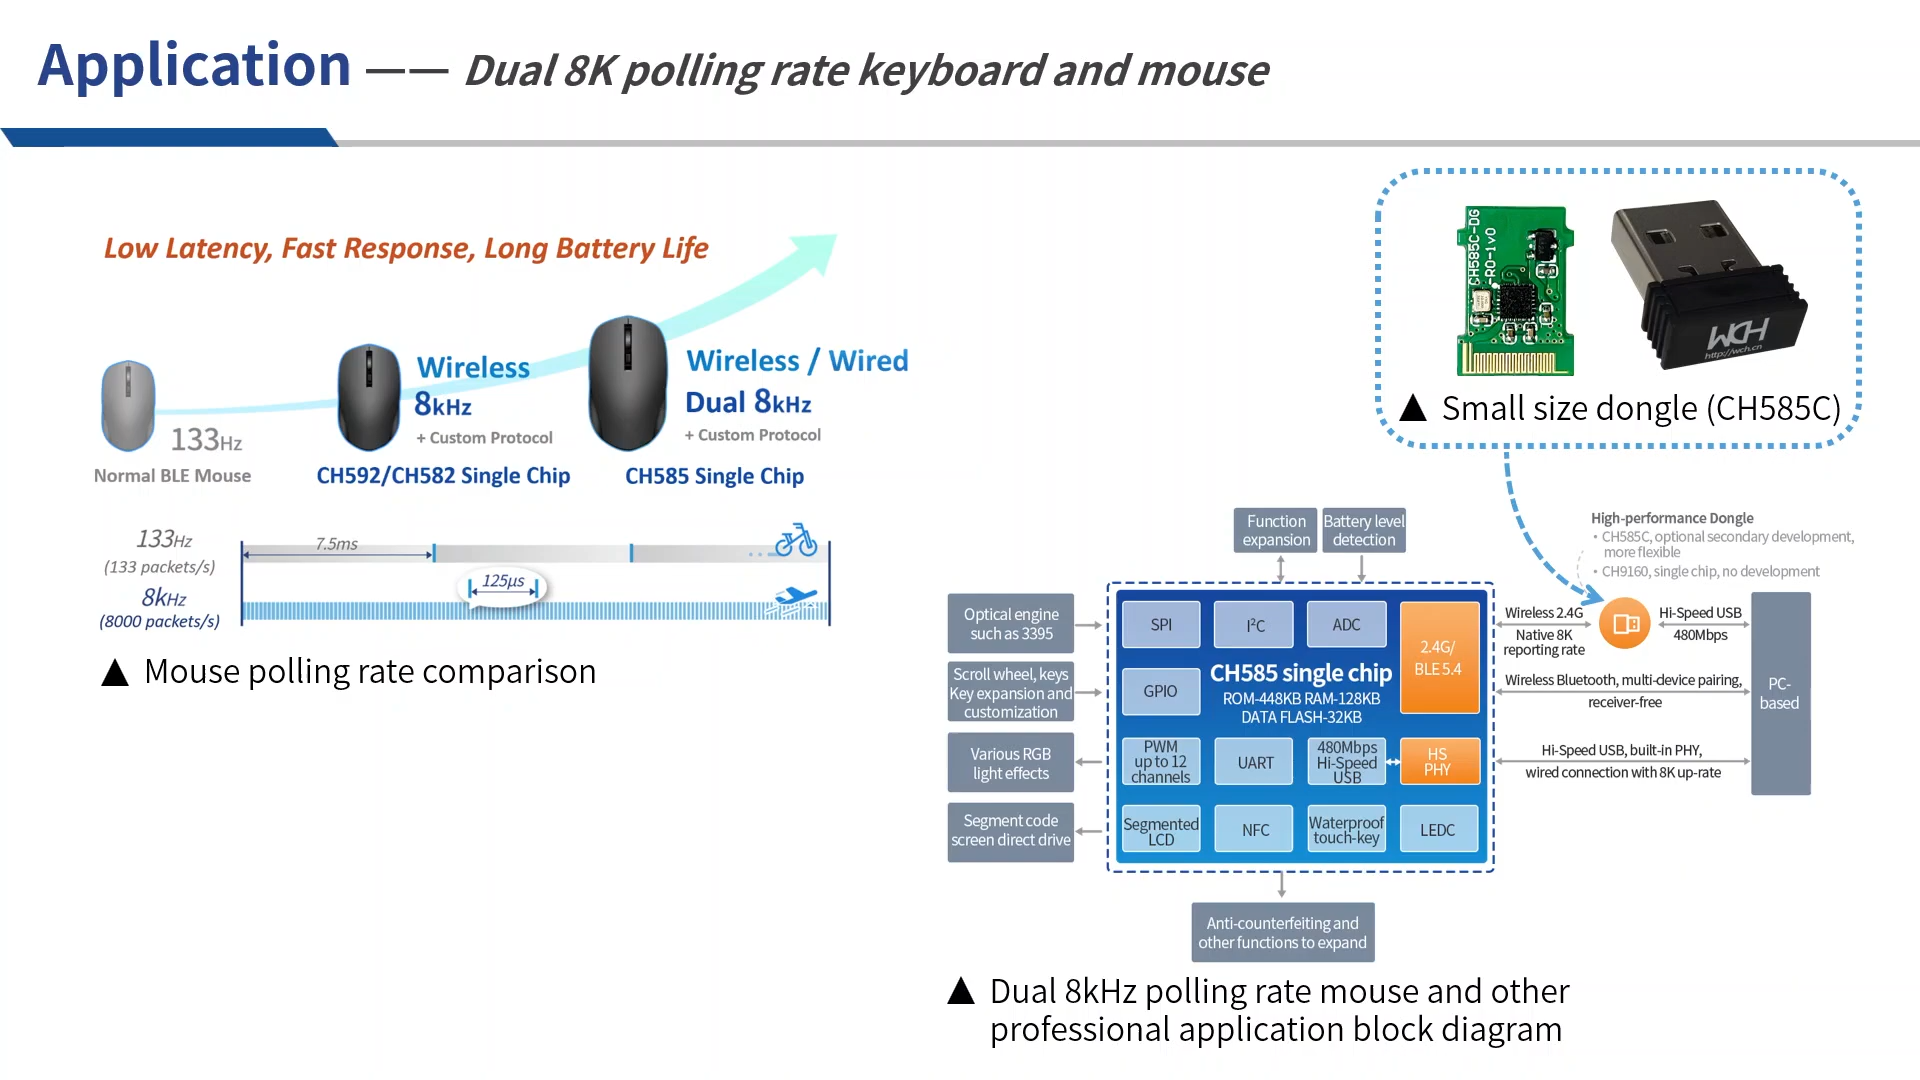 Application —— Dual 8K polling rate keyboard and mouse
Low Latency, Fast Response, Long Battery Life
133Hz
Normal BLE Mouse
Wireless
8kHz
+ Custom Protocol
CH592/CH582 Single Chip
Wireless / Wired
Dual 8kHz
+ Custom Protocol
CH585 Single Chip
133Hz
(133 packets/s)
7.5ms
8kHz
(8000 packets/s)
125μs
▲ Mouse polling rate comparison
CH585C-DG
-R0-1v0
WCH
http://wch.cn
▲ Small size dongle (CH585C)
High-performance Dongle
• CH585C, optional secondary development,
more flexible
• CH9160, single chip, no development
Function
expansion
Battery level
detection
Optical engine
such as 3395
Scroll wheel, keys
Key expansion and
customization
Various RGB
light effects
Segment code
screen direct drive
SPI
I²C
ADC
2.4G/
BLE 5.4
GPIO
CH585 single chip
ROM-448KB RAM-128KB
DATA FLASH-32KB
PWM
up to 12
channels
UART
480Mbps
Hi-Speed
USB
HS
PHY
Segmented
LCD
NFC
Waterproof
touch-key
LEDC
Wireless 2.4G
Native 8K
reporting rate
Hi-Speed USB
480Mbps
Wireless Bluetooth, multi-device pairing,
receiver-free
Hi-Speed USB, built-in PHY,
wired connection with 8K up-rate
PC-
based
Anti-counterfeiting and
other functions to expand
▲ Dual 8kHz polling rate mouse and other
professional application block diagram